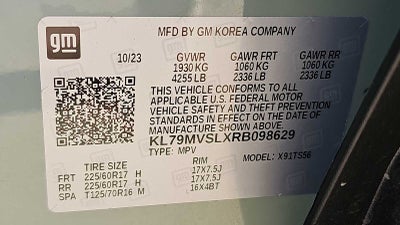 gm
MFD BY GM KOREA COMPANY
10/23 GVWR GAWR FRT GAWR RR
1930 KG 1060 KG 1060 KG
4255 LB 2336 LB 2336 LB
THIS VEHICLE CONFORMS TO ALL
APPLICABLE U.S. FEDERAL MOTOR
VEHICLE SAFETY AND THEFT PREVENTION
STANDARDS IN EFFECT ON THE DATE OF
MANUFACTURE SHOWN ABOVE.
KL79MVSLXRB098629
TYPE: MPV MODEL: X91TS56
TIRE SIZE RIM
FRT 225/60R17 H 17X7.5J
RR 225/60R17 H 17X7.5J
SPA T125/70R16 M 16X4BT